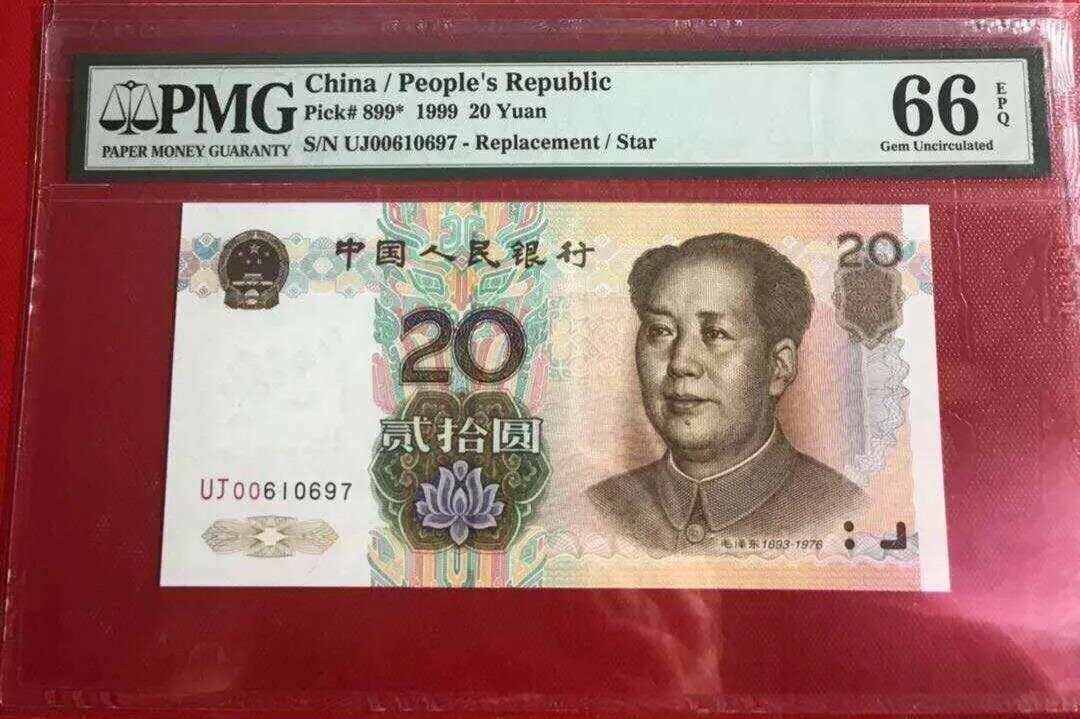 PMG
PAPER MONEY GUARANTY
China / People's Republic
Pick# 899* 1999 20 Yuan
S/N UJ00610697 - Replacement / Star
66
EPQ
Gem Uncirculated
中国人民银行
20
20
贰拾圆
UJ00610697
毛泽东1893-1976